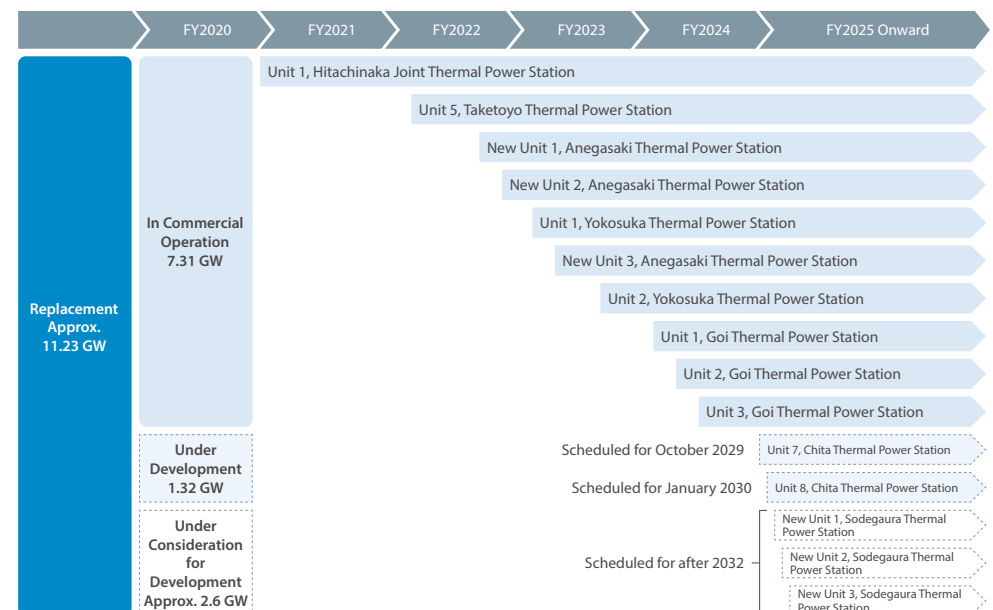 FY2020
FY2021
FY2022
FY2023
FY2024
FY2025 Onward
Replacement
Approx.
11.23 GW
In Commercial
Operation
7.31 GW
Unit 1, Hitachinaka Joint Thermal Power Station
Unit 5, Taketoyo Thermal Power Station
New Unit 1, Anegasaki Thermal Power Station
New Unit 2, Anegasaki Thermal Power Station
Unit 1, Yokosuka Thermal Power Station
New Unit 3, Anegasaki Thermal Power Station
Unit 2, Yokosuka Thermal Power Station
Unit 1, Goi Thermal Power Station
Unit 2, Goi Thermal Power Station
Unit 3, Goi Thermal Power Station
Under
Development
1.32 GW
Scheduled for October 2029
Unit 7, Chita Thermal Power Station
Scheduled for January 2030
Unit 8, Chita Thermal Power Station
Under
Consideration
for
Development
Approx. 2.6 GW
Scheduled for after 2032
New Unit 1, Sodegaura Thermal
Power Station
New Unit 2, Sodegaura Thermal
Power Station
New Unit 3, Sodegaura Thermal
Power Station